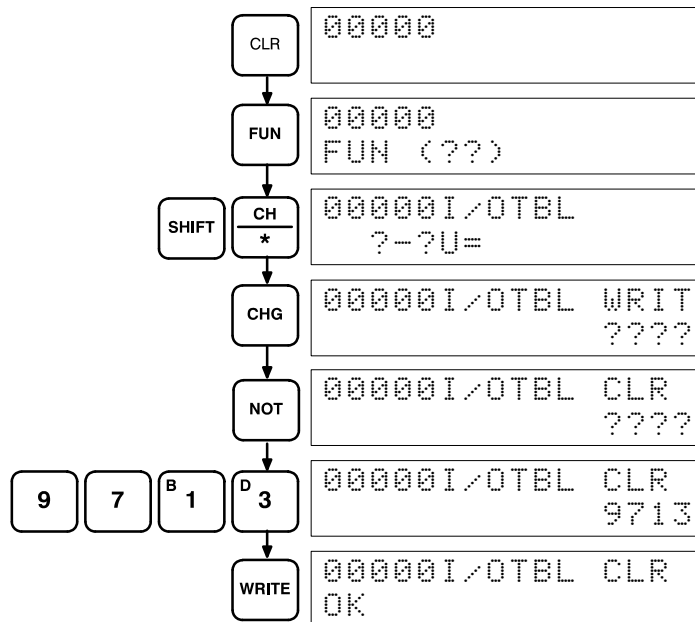 CLR
00000
FUN
00000
FUN (??)
SHIFT
CH
*
00000I/OTBL
?-?U=
CHG
00000I/OTBL WRIT
????
NOT
00000I/OTBL CLR
????
9
7
B 1
D 3
00000I/OTBL CLR
9713
WRITE
00000I/OTBL CLR
OK